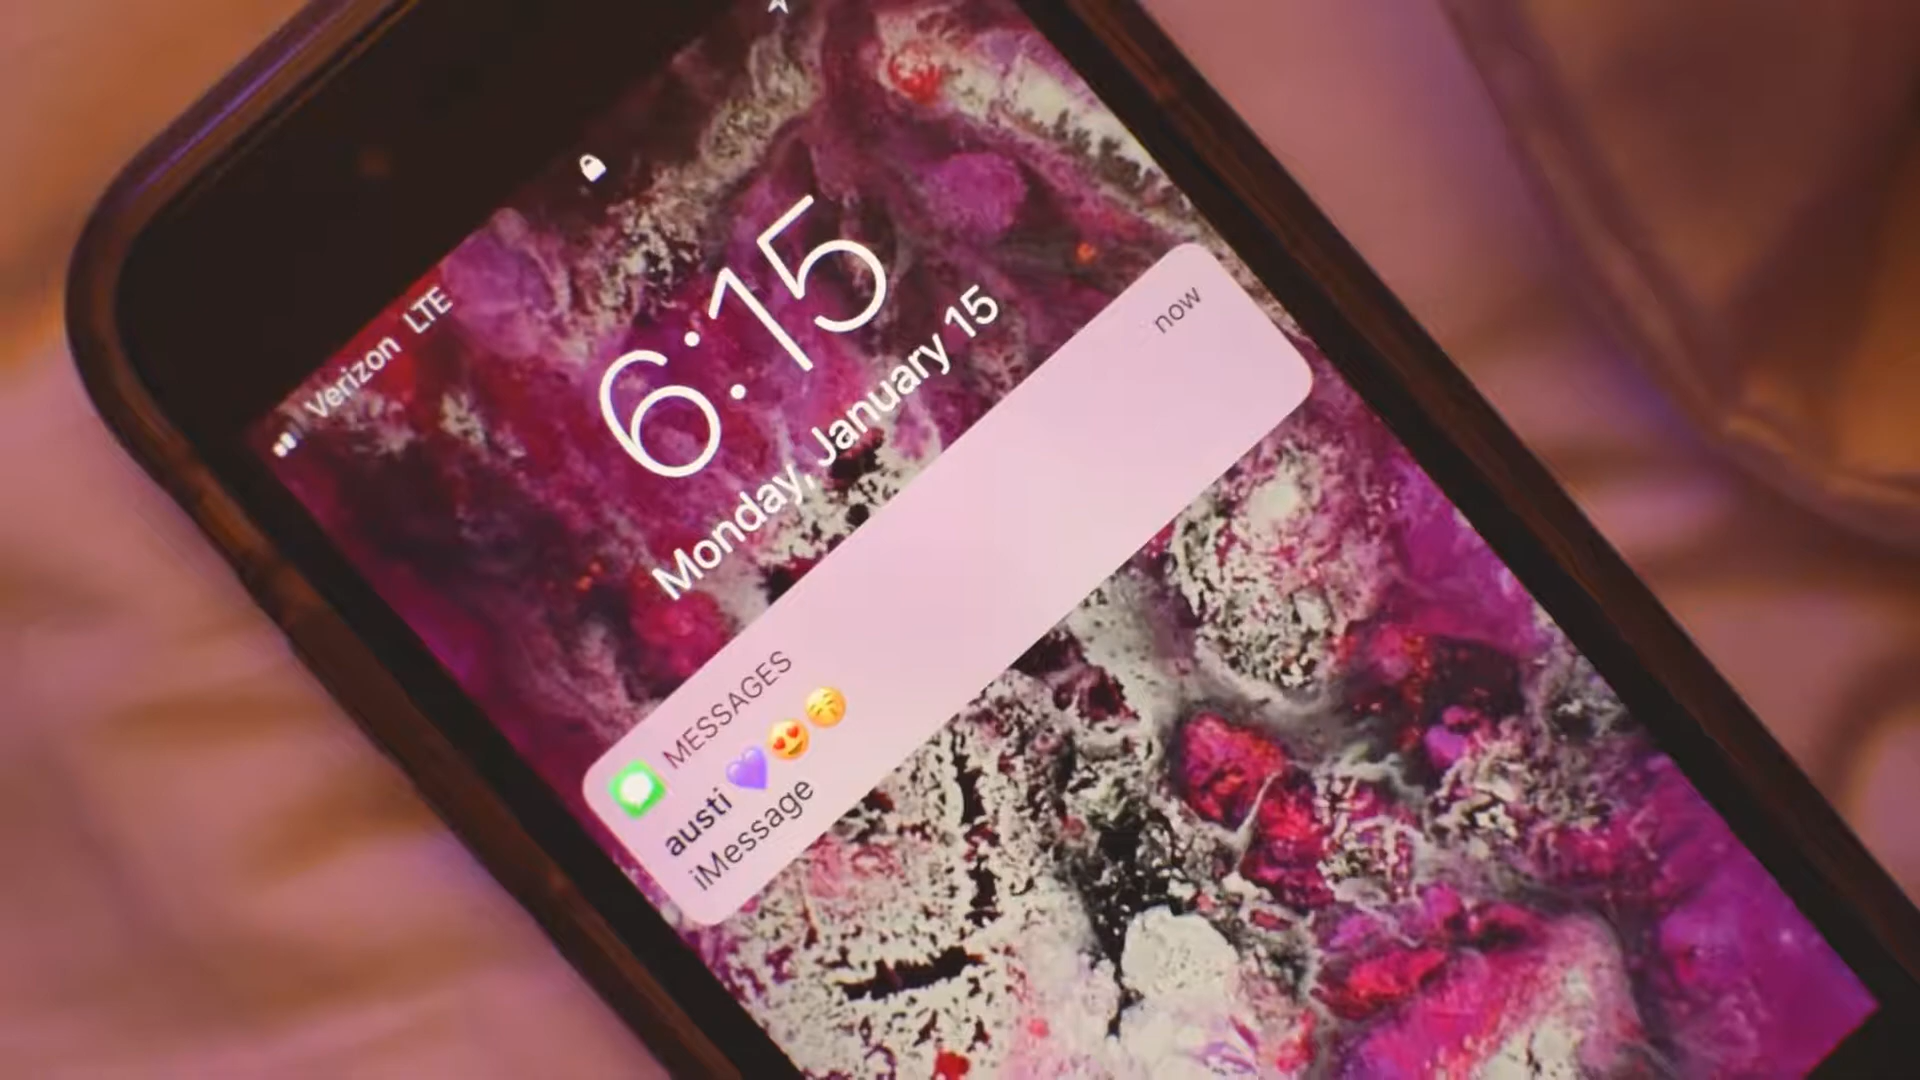 Verizon LTE
6:15
Monday, January 15
MESSAGES now
austi 💜😍😚
iMessage